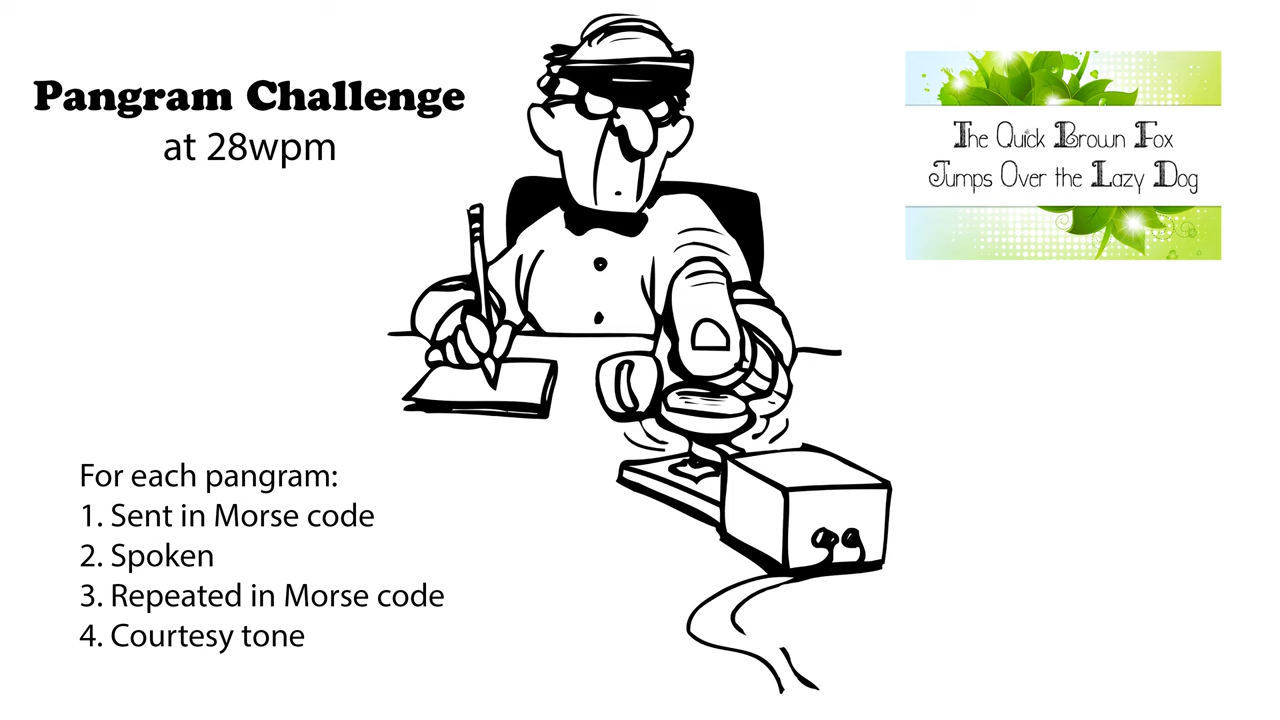 Pangram Challenge
at 28wpm
The Quick Brown Fox
Jumps Over the Lazy Dog
For each pangram:
1. Sent in Morse code
2. Spoken
3. Repeated in Morse code
4. Courtesy tone